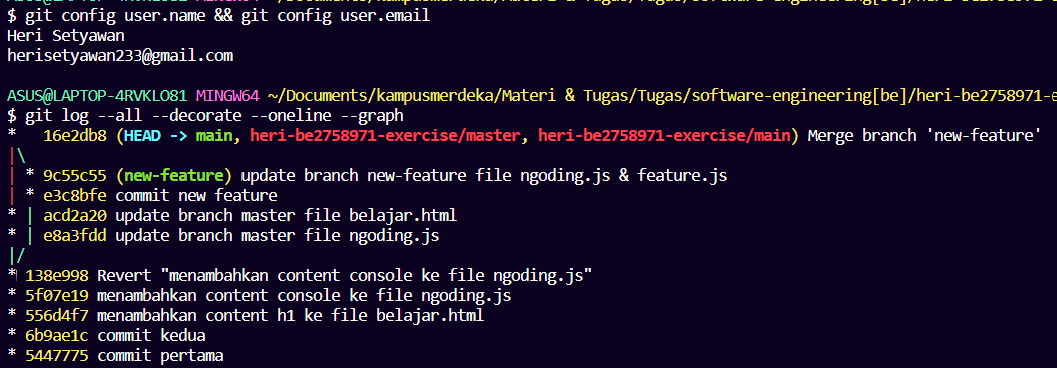 $ git config user.name && git config user.email
Heri Setyawan
herisetyawan233@gmail.com
ASUS@LAPTOP-4RVKLO81 MINGW64 ~/Documents/kampusmerdeka/Materi & Tugas/Tugas/software-engineering[be]/heri-be2758971-e
$ git log --all --decorate --oneline --graph
*   16e2db8 (HEAD -> main, heri-be2758971-exercise/master, heri-be2758971-exercise/main) Merge branch 'new-feature'
|\
| * 9c55c55 (new-feature) update branch new-feature file ngoding.js & feature.js
| * e3c8bfe commit new feature
* | acd2a20 update branch master file belajar.html
* | e8a3fdd update branch master file ngoding.js
|/
* 138e998 Revert "menambahkan content console ke file ngoding.js"
* 5f07e19 menambahkan content console ke file ngoding.js
* 556d4f7 menambahkan content h1 ke file belajar.html
* 6b9ae1c commit kedua
* 5447775 commit pertama